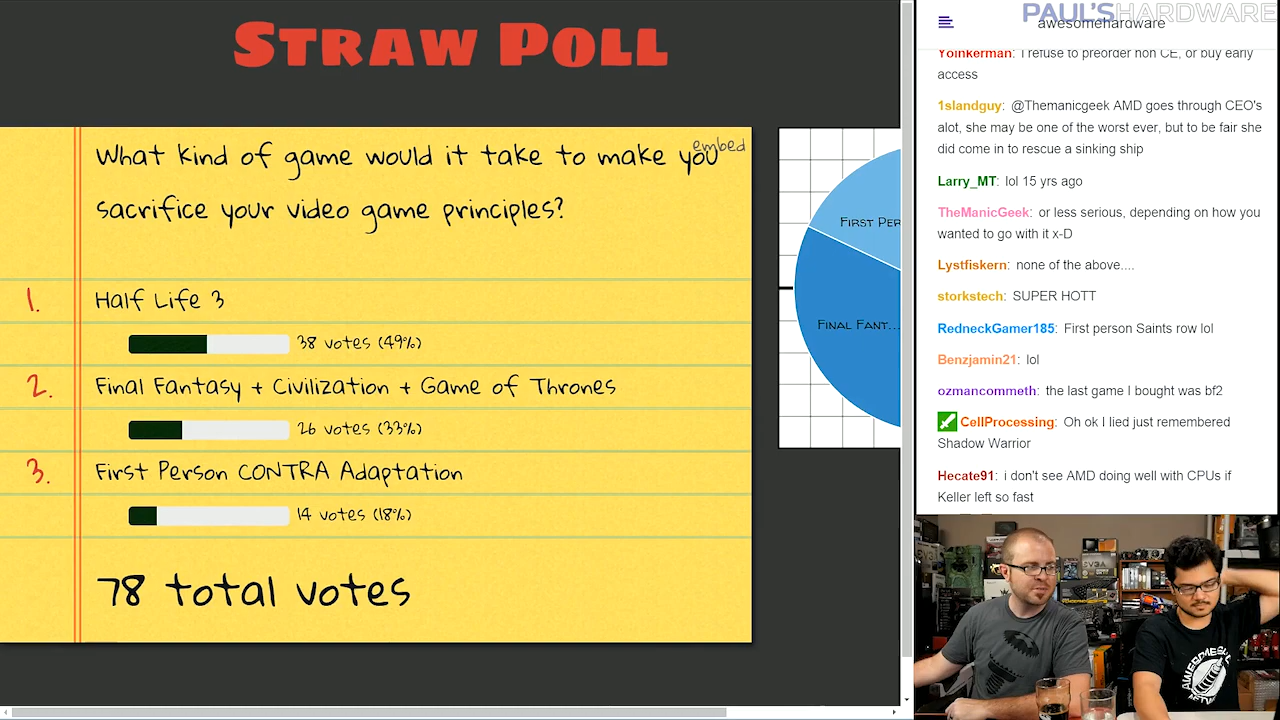 STRAW POLL
embed
What kind of game would it take to make you
sacrifice your video game principles?
1. Half Life 3
38 votes (49%)
2. Final Fantasy + Civilization + Game of Thrones
26 votes (33%)
3. First Person CONTRA Adaptation
14 votes (18%)
78 total votes
FIRST PER
FINAL FANT...
PAUL'S HARDWARE
awesomehardware
Yoinkerman: I refuse to preorder non CE, or buy early
access
1slandguy: @Themanicgeek AMD goes through CEO's
alot, she may be one of the worst ever, but to be fair she
did come in to rescue a sinking ship
Larry_MT: lol 15 yrs ago
TheManicGeek: or less serious, depending on how you
wanted to go with it x-D
Lystfiskern: none of the above....
storkstech: SUPER HOTT
RedneckGamer185: First person Saints row lol
Benzjamin21: lol
ozmancommeth: the last game I bought was bf2
CellProcessing: Oh ok I lied just remembered
Shadow Warrior
Hecate91: i don't see AMD doing well with CPUs if
Keller left so fast
EVGA